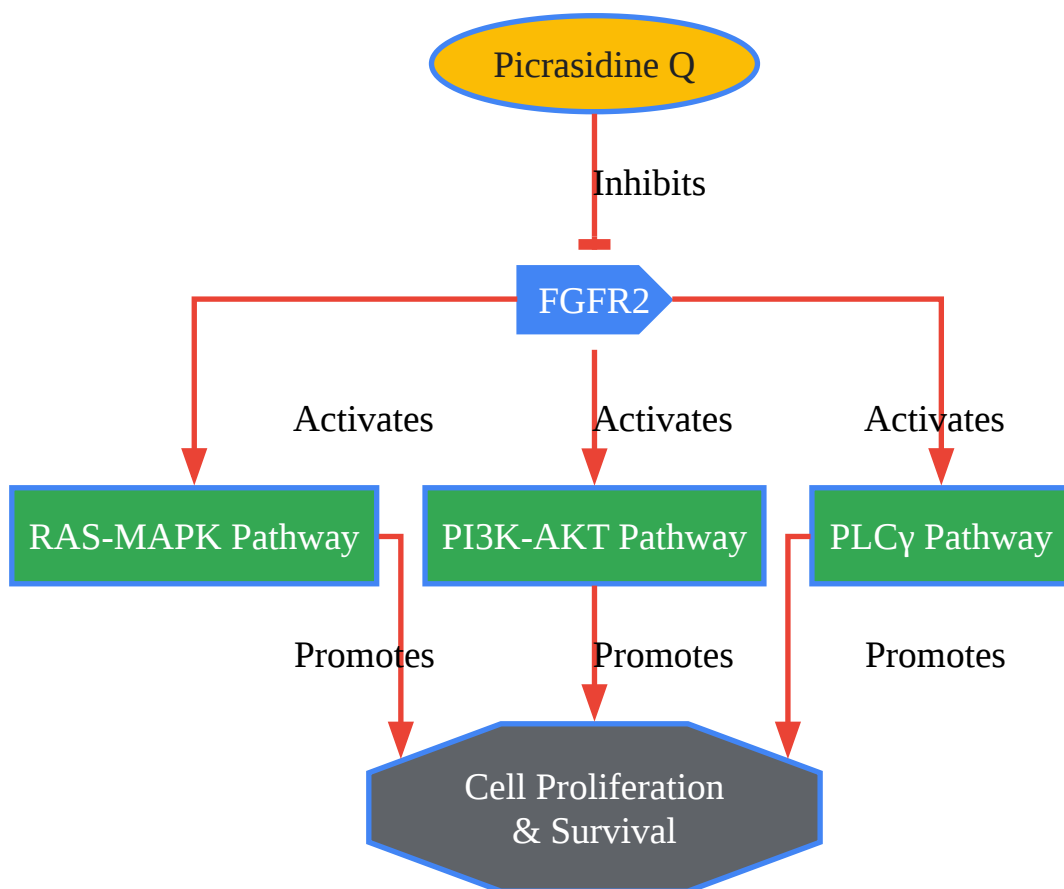 Picrasidine Q
Inhibits
FGFR2
Activates
Activates
Activates
RAS-MAPK Pathway
PI3K-AKT Pathway
PLCγ Pathway
Promotes
Promotes
Promotes
Cell Proliferation
& Survival